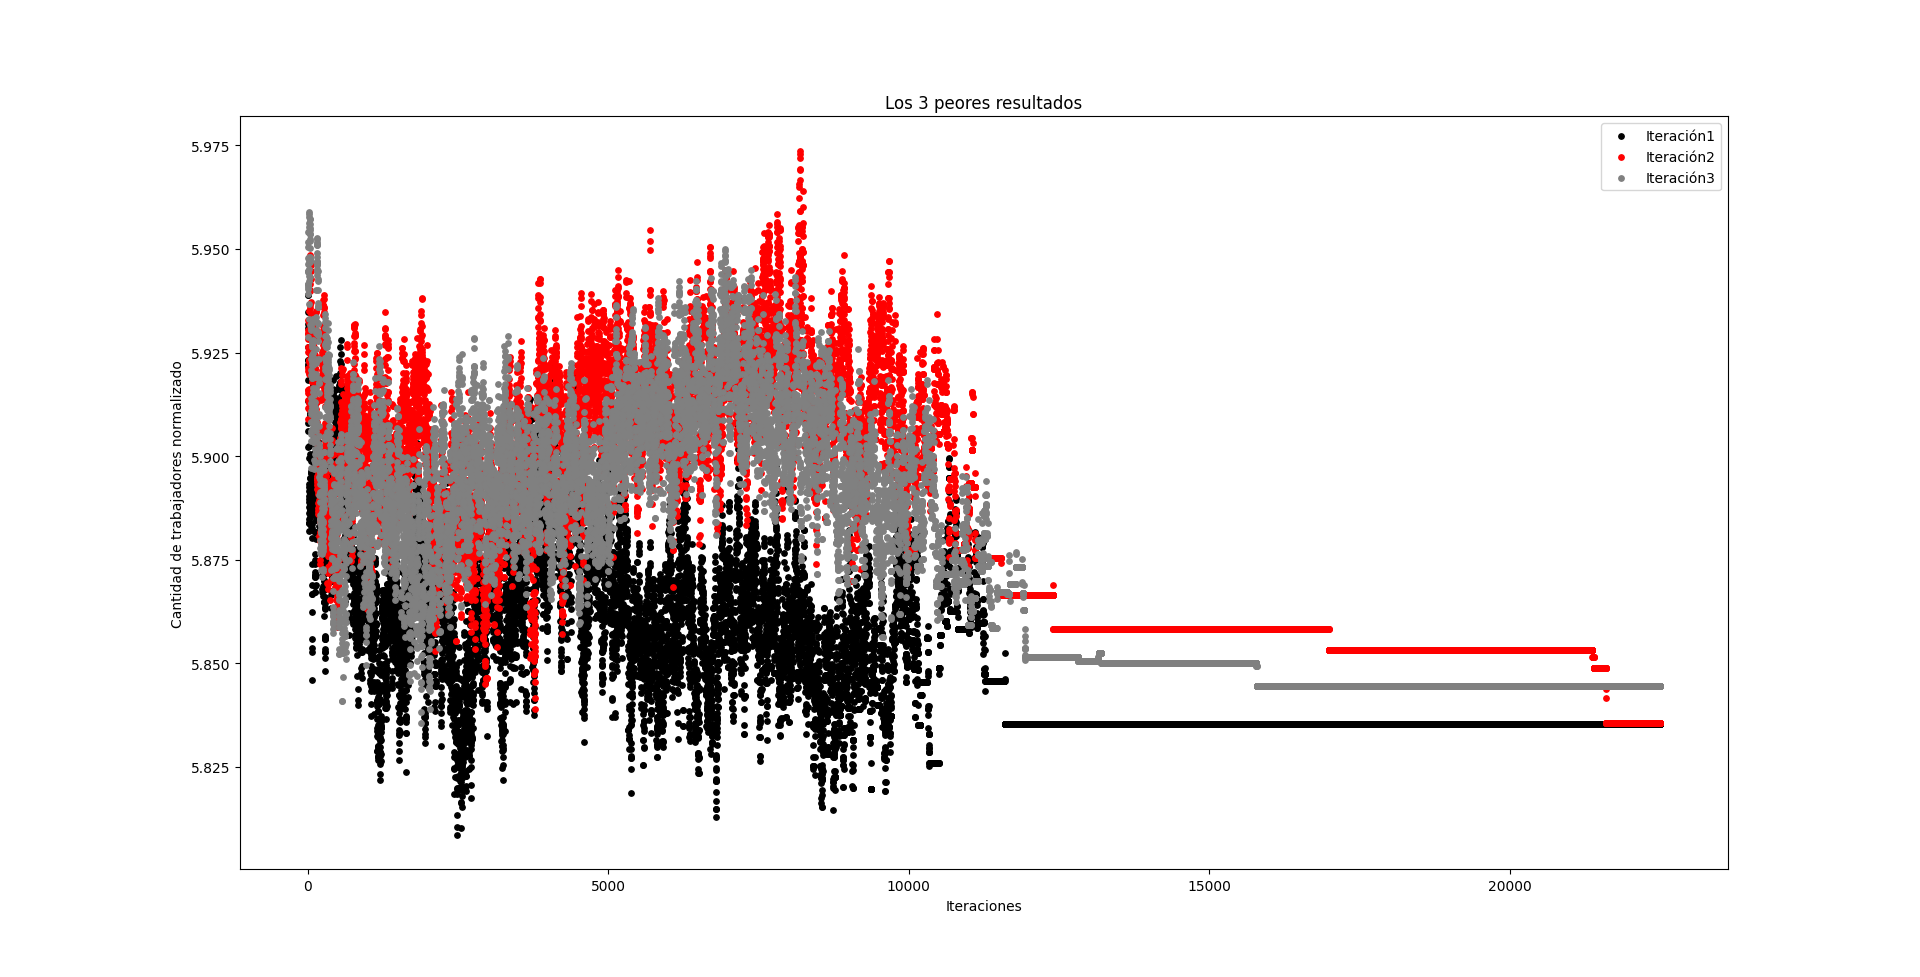 Los 3 peores resultados
Iteración1
Iteración2
Iteración3
5.975
5.950
5.925
5.900
5.875
5.850
5.825
Cantidad de trabajadores normalizado
0 5000 10000 15000 20000
Iteraciones